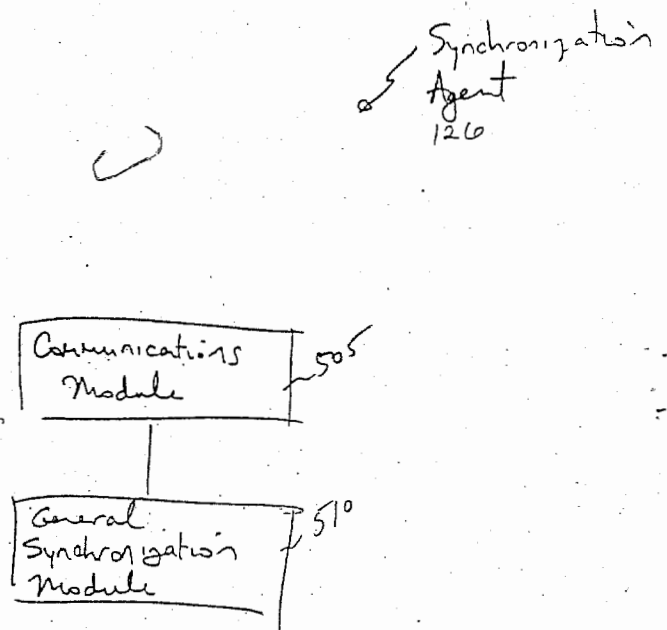 Synchronization
Agent
126
Communications
Module
505
General
Synchronization
Module
510